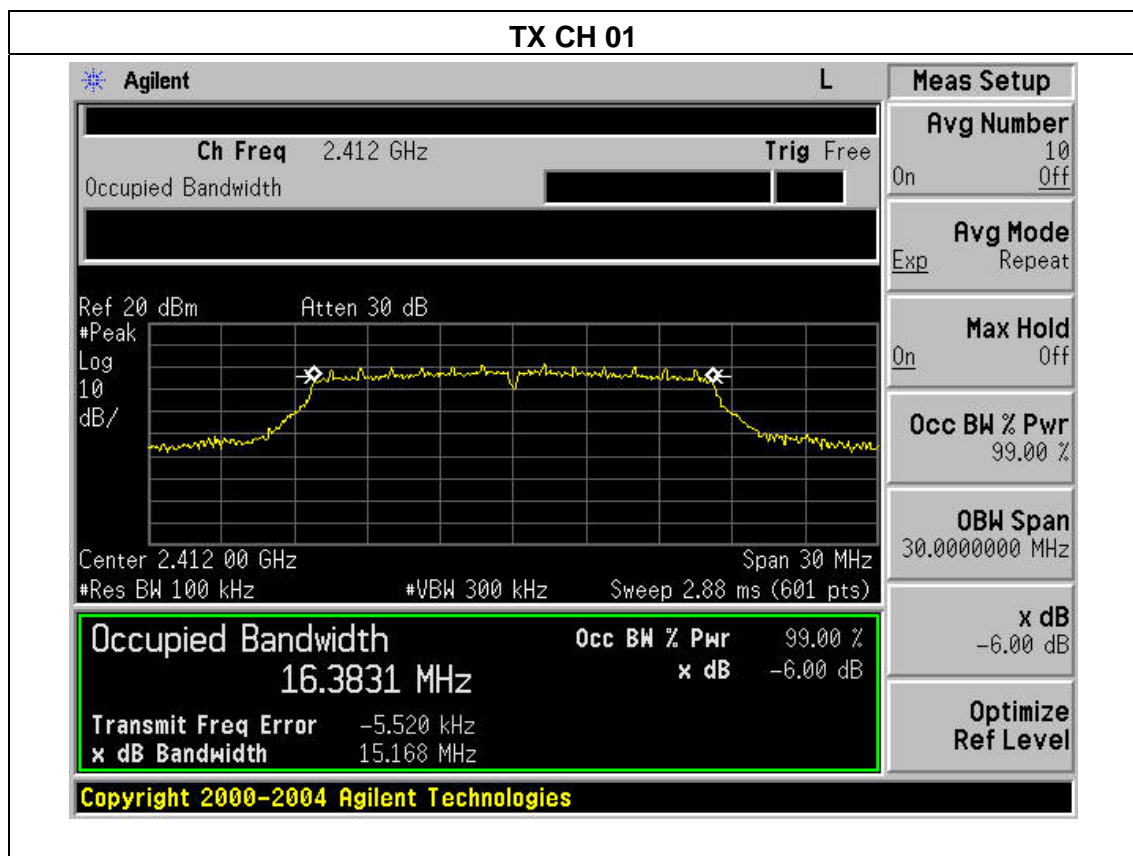 TX CH 01
Agilent L Meas Setup
Ch Freq 2.412 GHz Trig Free
Occupied Bandwidth
Avg Number
10
On Off
Avg Mode
Exp Repeat
Max Hold
On Off
Occ BW % Pwr
99.00 %
OBW Span
30.0000000 MHz
x dB
-6.00 dB
Optimize
Ref Level
Ref 20 dBm Atten 30 dB
#Peak
Log
10
dB/
Center 2.412 00 GHz Span 30 MHz
#Res BW 100 kHz #VBW 300 kHz Sweep 2.88 ms (601 pts)
Occupied Bandwidth
16.3831 MHz
Occ BW % Pwr 99.00 %
x dB -6.00 dB
Transmit Freq Error -5.520 kHz
x dB Bandwidth 15.168 MHz
Copyright 2000-2004 Agilent Technologies